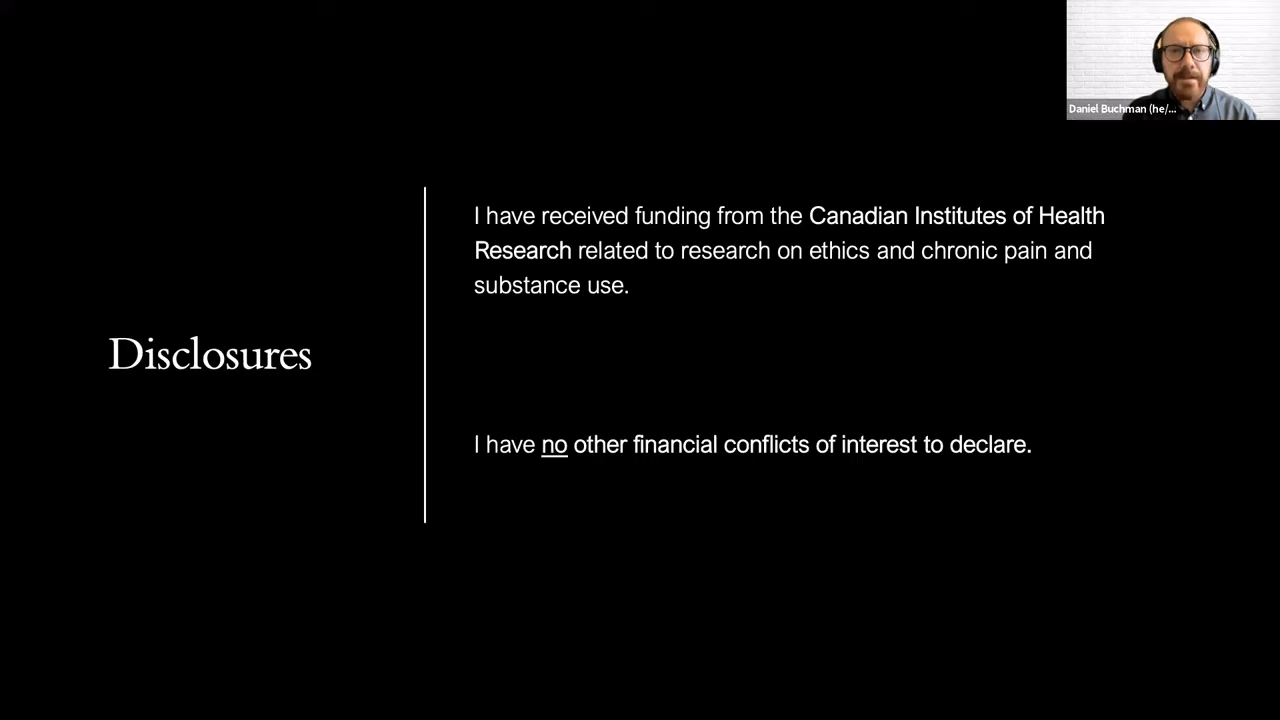 Daniel Buchman (he/...
I have received funding from the Canadian Institutes of Health
Research related to research on ethics and chronic pain and
substance use.
Disclosures
I have no other financial conflicts of interest to declare.